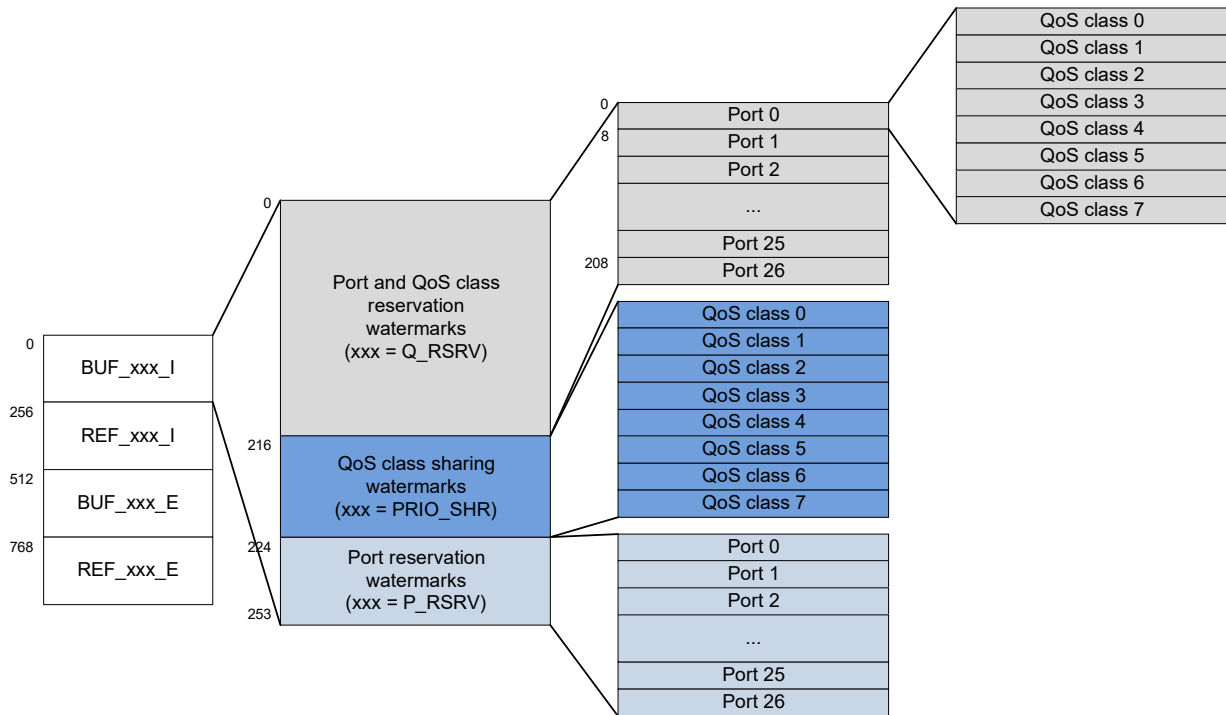 0
256
512
768
BUF_xxx_I
REF_xxx_I
BUF_xxx_E
REF_xxx_E
0
216
224
253
Port and QoS class
reservation
watermarks
(xxx = Q_RSRV)
QoS class sharing
watermarks
(xxx = PRIO_SHR)
Port reservation
watermarks
(xxx = P_RSRV)
0
8
208
Port 0
Port 1
Port 2
...
Port 25
Port 26
QoS class 0
QoS class 1
QoS class 2
QoS class 3
QoS class 4
QoS class 5
QoS class 6
QoS class 7
Port 0
Port 1
Port 2
...
Port 25
Port 26
QoS class 0
QoS class 1
QoS class 2
QoS class 3
QoS class 4
QoS class 5
QoS class 6
QoS class 7